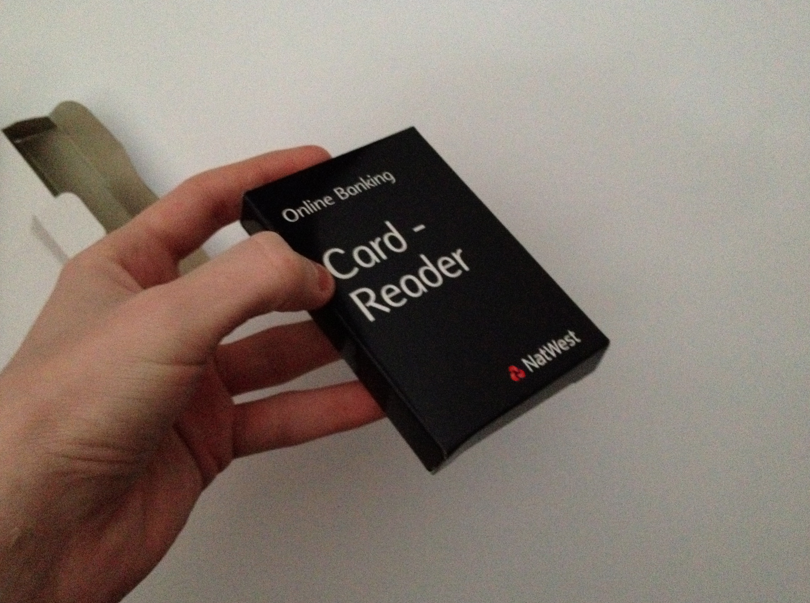 Online Banking
Card -
Reader
NatWest